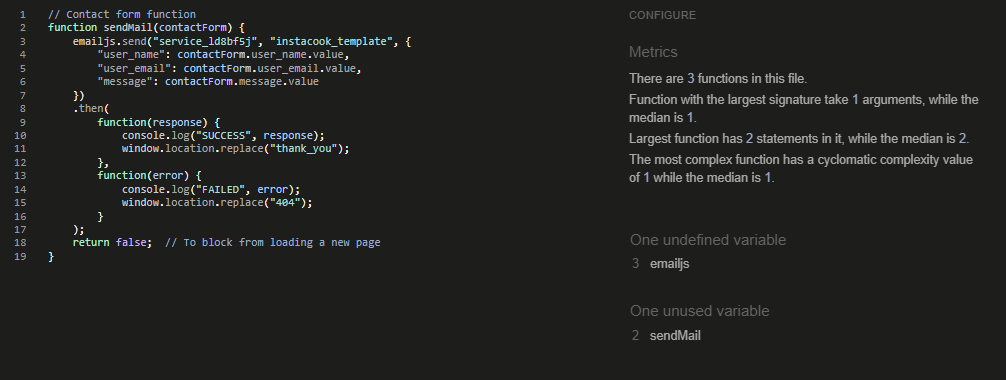 1 // Contact form function
2 function sendMail(contactForm) {
3 emailjs.send("service_ld8bf5j", "instacook_template", {
4 "user_name": contactForm.user_name.value,
5 "user_email": contactForm.user_email.value,
6 "message": contactForm.message.value
7 })
8 .then(
9 function(response) {
10 console.log("SUCCESS", response);
11 window.location.replace("thank_you");
12 },
13 function(error) {
14 console.log("FAILED", error);
15 window.location.replace("404");
16 }
17 );
18 return false; // To block from loading a new page
19 }
CONFIGURE
Metrics
There are 3 functions in this file.
Function with the largest signature take 1 arguments, while the
median is 1.
Largest function has 2 statements in it, while the median is 2.
The most complex function has a cyclomatic complexity value
of 1 while the median is 1.
One undefined variable
3 emailjs
One unused variable
2 sendMail